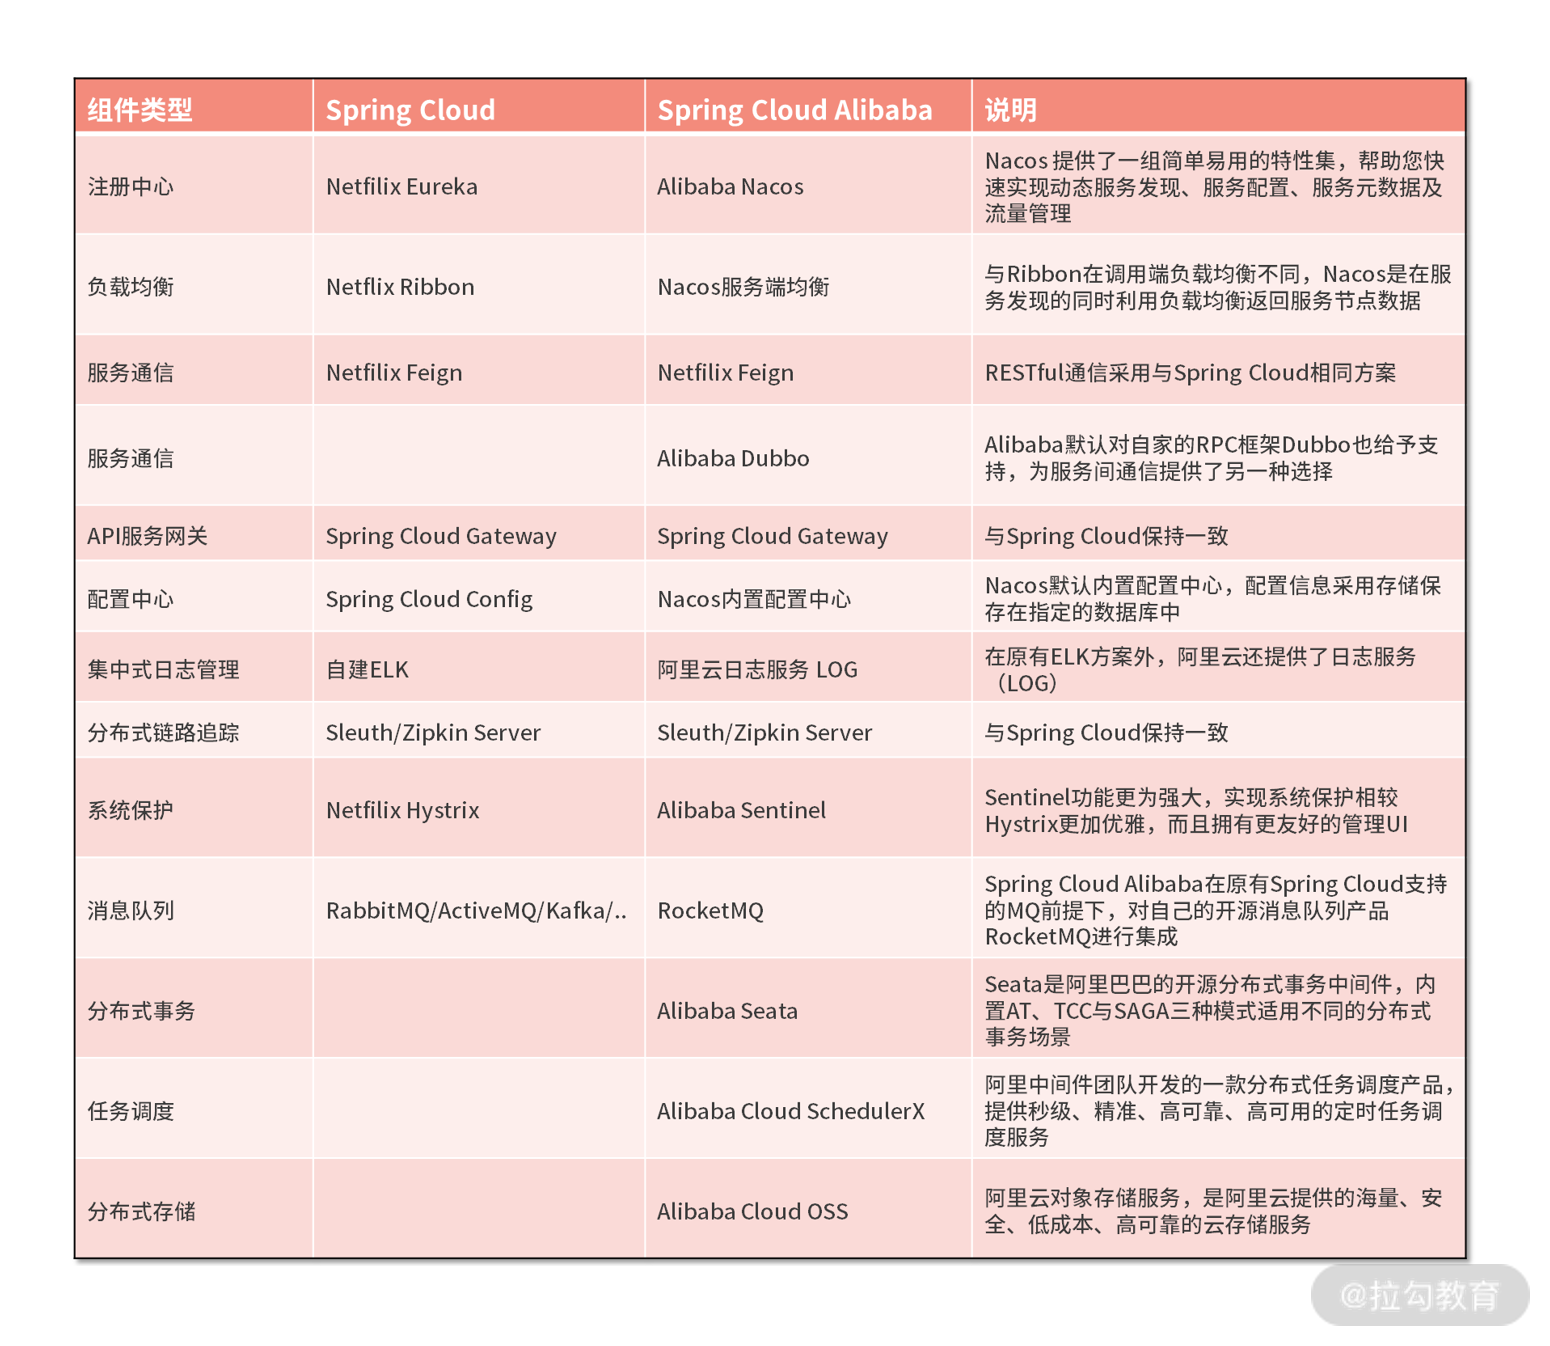 组件类型
Spring Cloud
Spring Cloud Alibaba
说明
注册中心
Netfilix Eureka
Alibaba Nacos
Nacos 提供了一组简单易用的特性集，帮助您快
速实现动态服务发现、服务配置、服务元数据及
流量管理
负载均衡
Netflix Ribbon
Nacos服务端均衡
与Ribbon在调用端负载均衡不同，Nacos是在服
务发现的同时利用负载均衡返回服务节点数据
服务通信
Netfilix Feign
Netfilix Feign
RESTful通信采用与Spring Cloud相同方案
服务通信
Alibaba Dubbo
Alibaba默认对自家的RPC框架Dubbo也给予支
持，为服务间通信提供了另一种选择
API服务网关
Spring Cloud Gateway
Spring Cloud Gateway
与Spring Cloud保持一致
配置中心
Spring Cloud Config
Nacos内置配置中心
Nacos默认内置配置中心，配置信息采用存储保
存在指定的数据库中
集中式日志管理
自建ELK
阿里云日志服务 LOG
在原有ELK方案外，阿里云还提供了日志服务
（LOG）
分布式链路追踪
Sleuth/Zipkin Server
Sleuth/Zipkin Server
与Spring Cloud保持一致
系统保护
Netfilix Hystrix
Alibaba Sentinel
Sentinel功能更为强大，实现系统保护相较
Hystrix更加优雅，而且拥有更友好的管理UI
消息队列
RabbitMQ/ActiveMQ/Kafka/..
RocketMQ
Spring Cloud Alibaba在原有Spring Cloud支持
的MQ前提下，对自己的开源消息队列产品
RocketMQ进行集成
分布式事务
Alibaba Seata
Seata是阿里巴巴的开源分布式事务中间件，内
置AT、TCC与SAGA三种模式适用不同的分布式
事务场景
任务调度
Alibaba Cloud SchedulerX
阿里中间件团队开发的一款分布式任务调度产品，
提供秒级、精准、高可靠、高可用的定时任务调
度服务
分布式存储
Alibaba Cloud OSS
阿里云对象存储服务，是阿里云提供的海量、安
全、低成本、高可靠的云存储服务
@拉勾教育